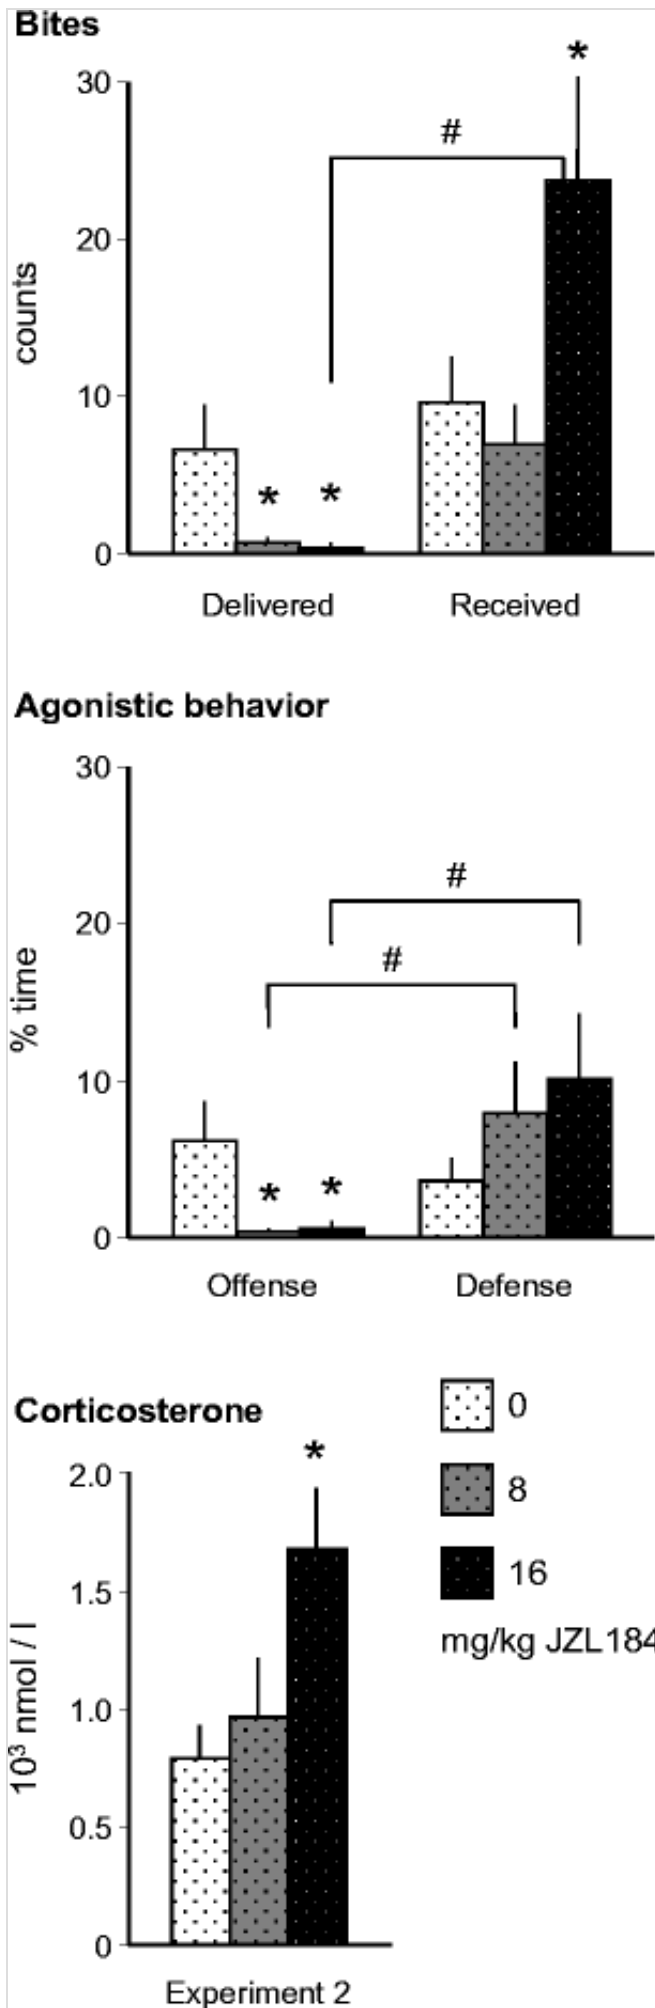 Bites
*
30
#
20
counts
10
* *
0
Delivered Received
Agonistic behavior
30
#
20
#
% time
10
* *
0
Offense Defense
Corticosterone
0
*
2.0
8
16
1.5
mg/kg JZL184
10³ nmol / l
1.0
0.5
0
Experiment 2